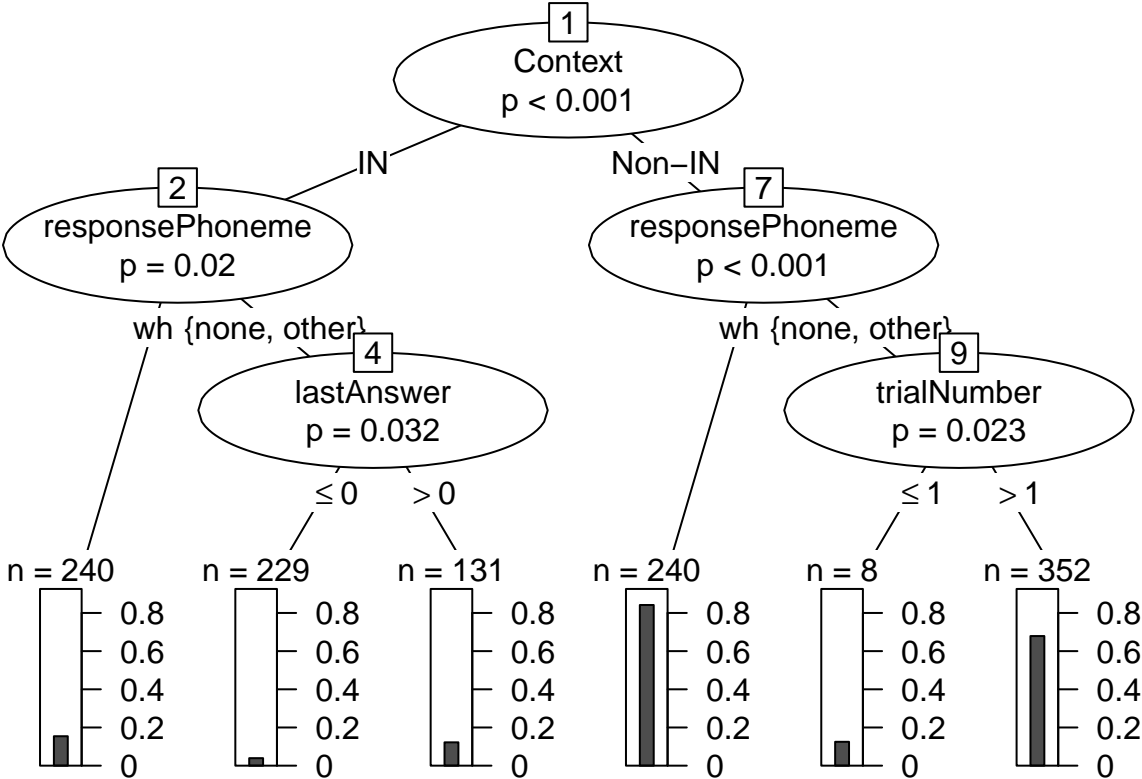 1
Context
p < 0.001
IN
Non−IN
2
responsePhoneme
p = 0.02
7
responsePhoneme
p < 0.001
wh {none, other}
wh {none, other}
4
lastAnswer
p = 0.032
9
trialNumber
p = 0.023
≤ 0 > 0
≤ 1 > 1
n = 240
n = 229
n = 131
n = 240
n = 8
n = 352
0.8
0.6
0.4
0.2
0
0.8
0.6
0.4
0.2
0
0.8
0.6
0.4
0.2
0
0.8
0.6
0.4
0.2
0
0.8
0.6
0.4
0.2
0
0.8
0.6
0.4
0.2
0